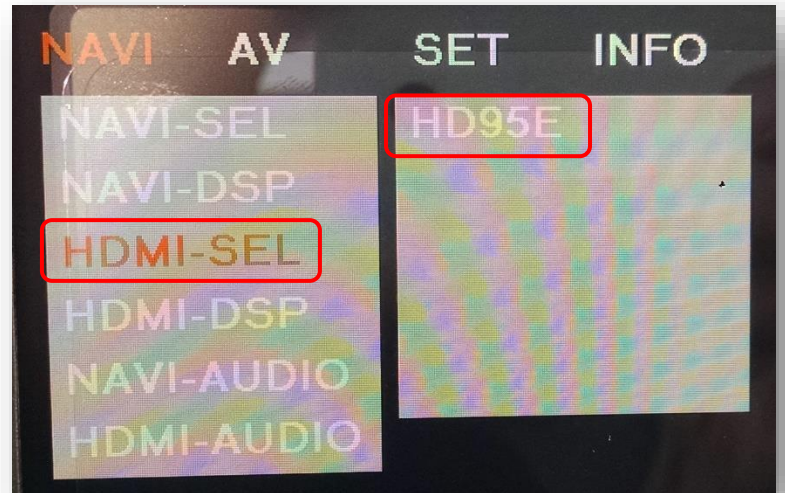 NAVI AV SET INFO
NAVI-SEL
HD95E
NAVI-DSP
HDMI-SEL
HDMI-DSP
NAVI-AUDIO
HDMI-AUDIO